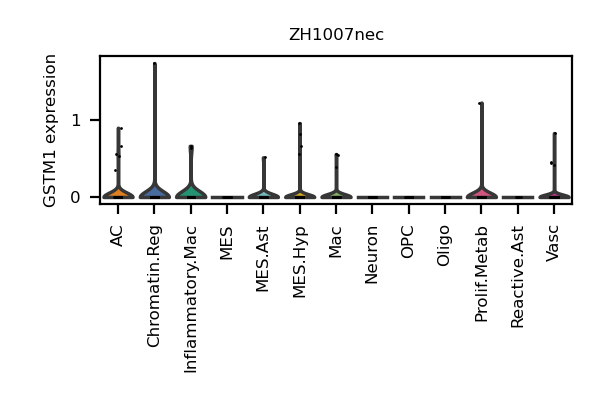 ZH1007nec
GSTM1 expression
1
0
AC
Chromatin.Reg
Inflammatory.Mac
MES
MES.Ast
MES.Hyp
Mac
Neuron
OPC
Oligo
Prolif.Metab
Reactive.Ast
Vasc